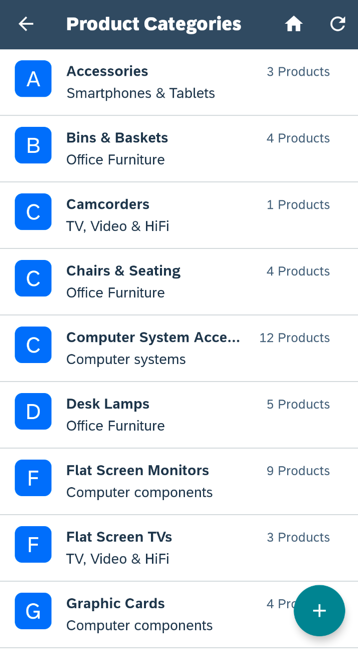 Product Categories
A
Accessories
3 Products
Smartphones & Tablets
B
Bins & Baskets
4 Products
Office Furniture
C
Camcorders
1 Products
TV, Video & HiFi
C
Chairs & Seating
4 Products
Office Furniture
C
Computer System Acce...
12 Products
Computer systems
D
Desk Lamps
5 Products
Office Furniture
F
Flat Screen Monitors
9 Products
Computer components
F
Flat Screen TVs
3 Products
TV, Video & HiFi
G
Graphic Cards
4
Computer components